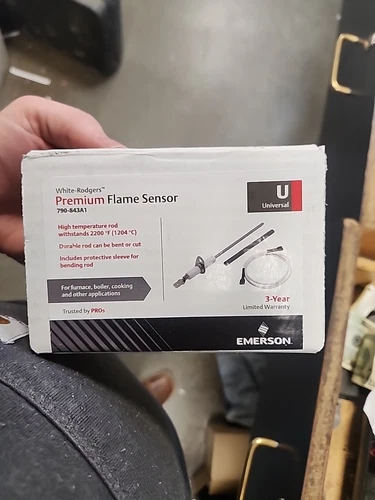 White-Rodgers™
Premium Flame Sensor
790-843A1
U
Universal
High temperature rod
withstands 2200 °F (1204 °C)
Durable rod can be bent or cut
Includes protective sleeve for
bending rod
For furnace, boiler, cooking
and other applications
3-Year
Limited Warranty
Trusted by PROs
EMERSON